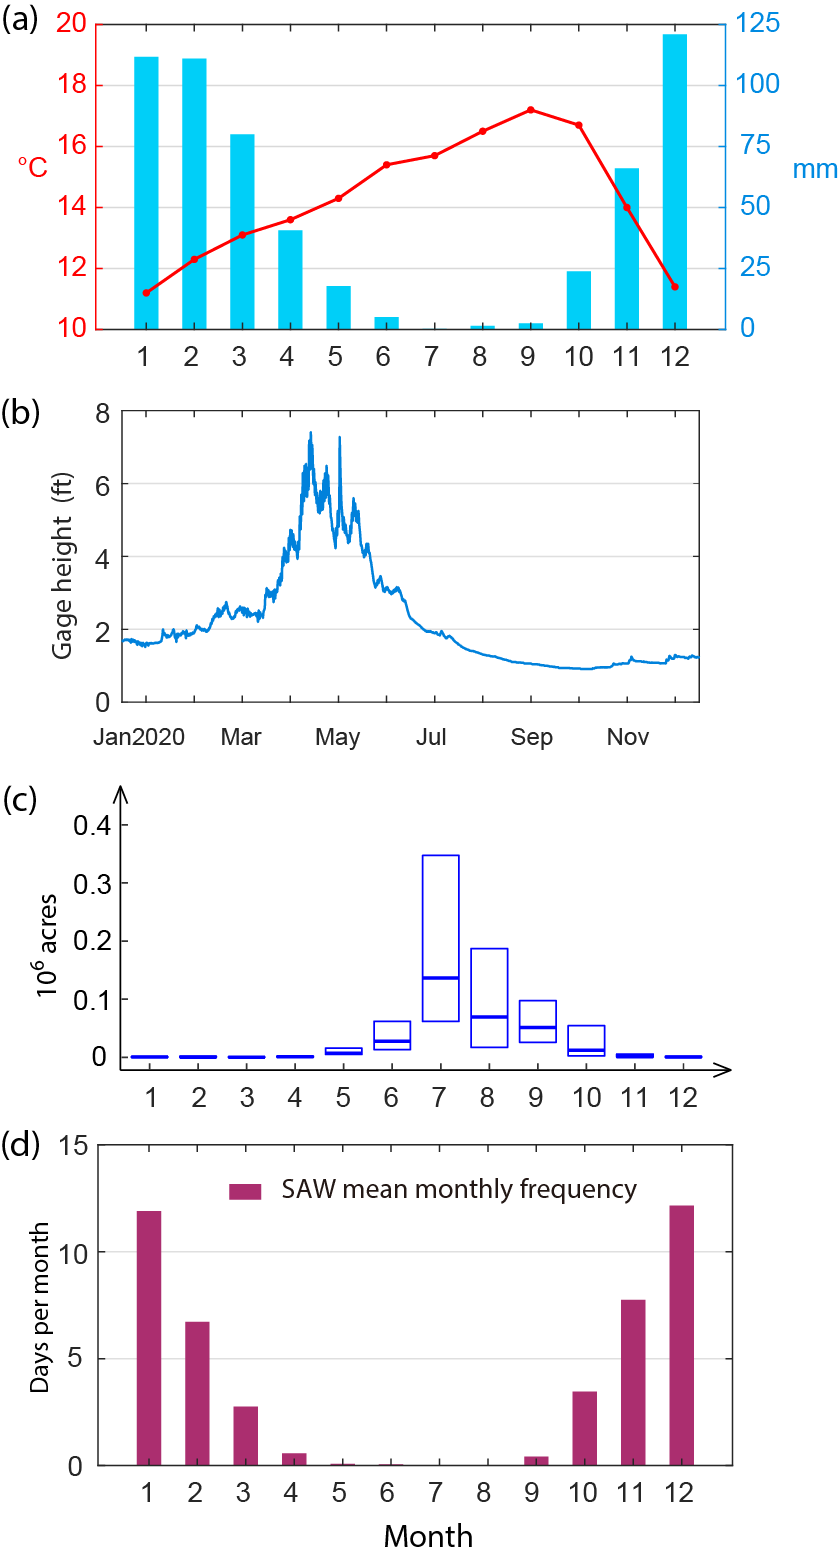 (a)
20 125
18 100
16 75
°C mm
14 50
12 25
10 0
1 2 3 4 5 6 7 8 9 10 11 12
(b)
8
6
4
2
0
Gage height (ft)
Jan2020 Mar May Jul Sep Nov
(c)
0.4
0.3
0.2
0.1
0
10⁶ acres
1 2 3 4 5 6 7 8 9 10 11 12
(d)
15
SAW mean monthly frequency
10
5
0
Days per month
1 2 3 4 5 6 7 8 9 10 11 12
Month